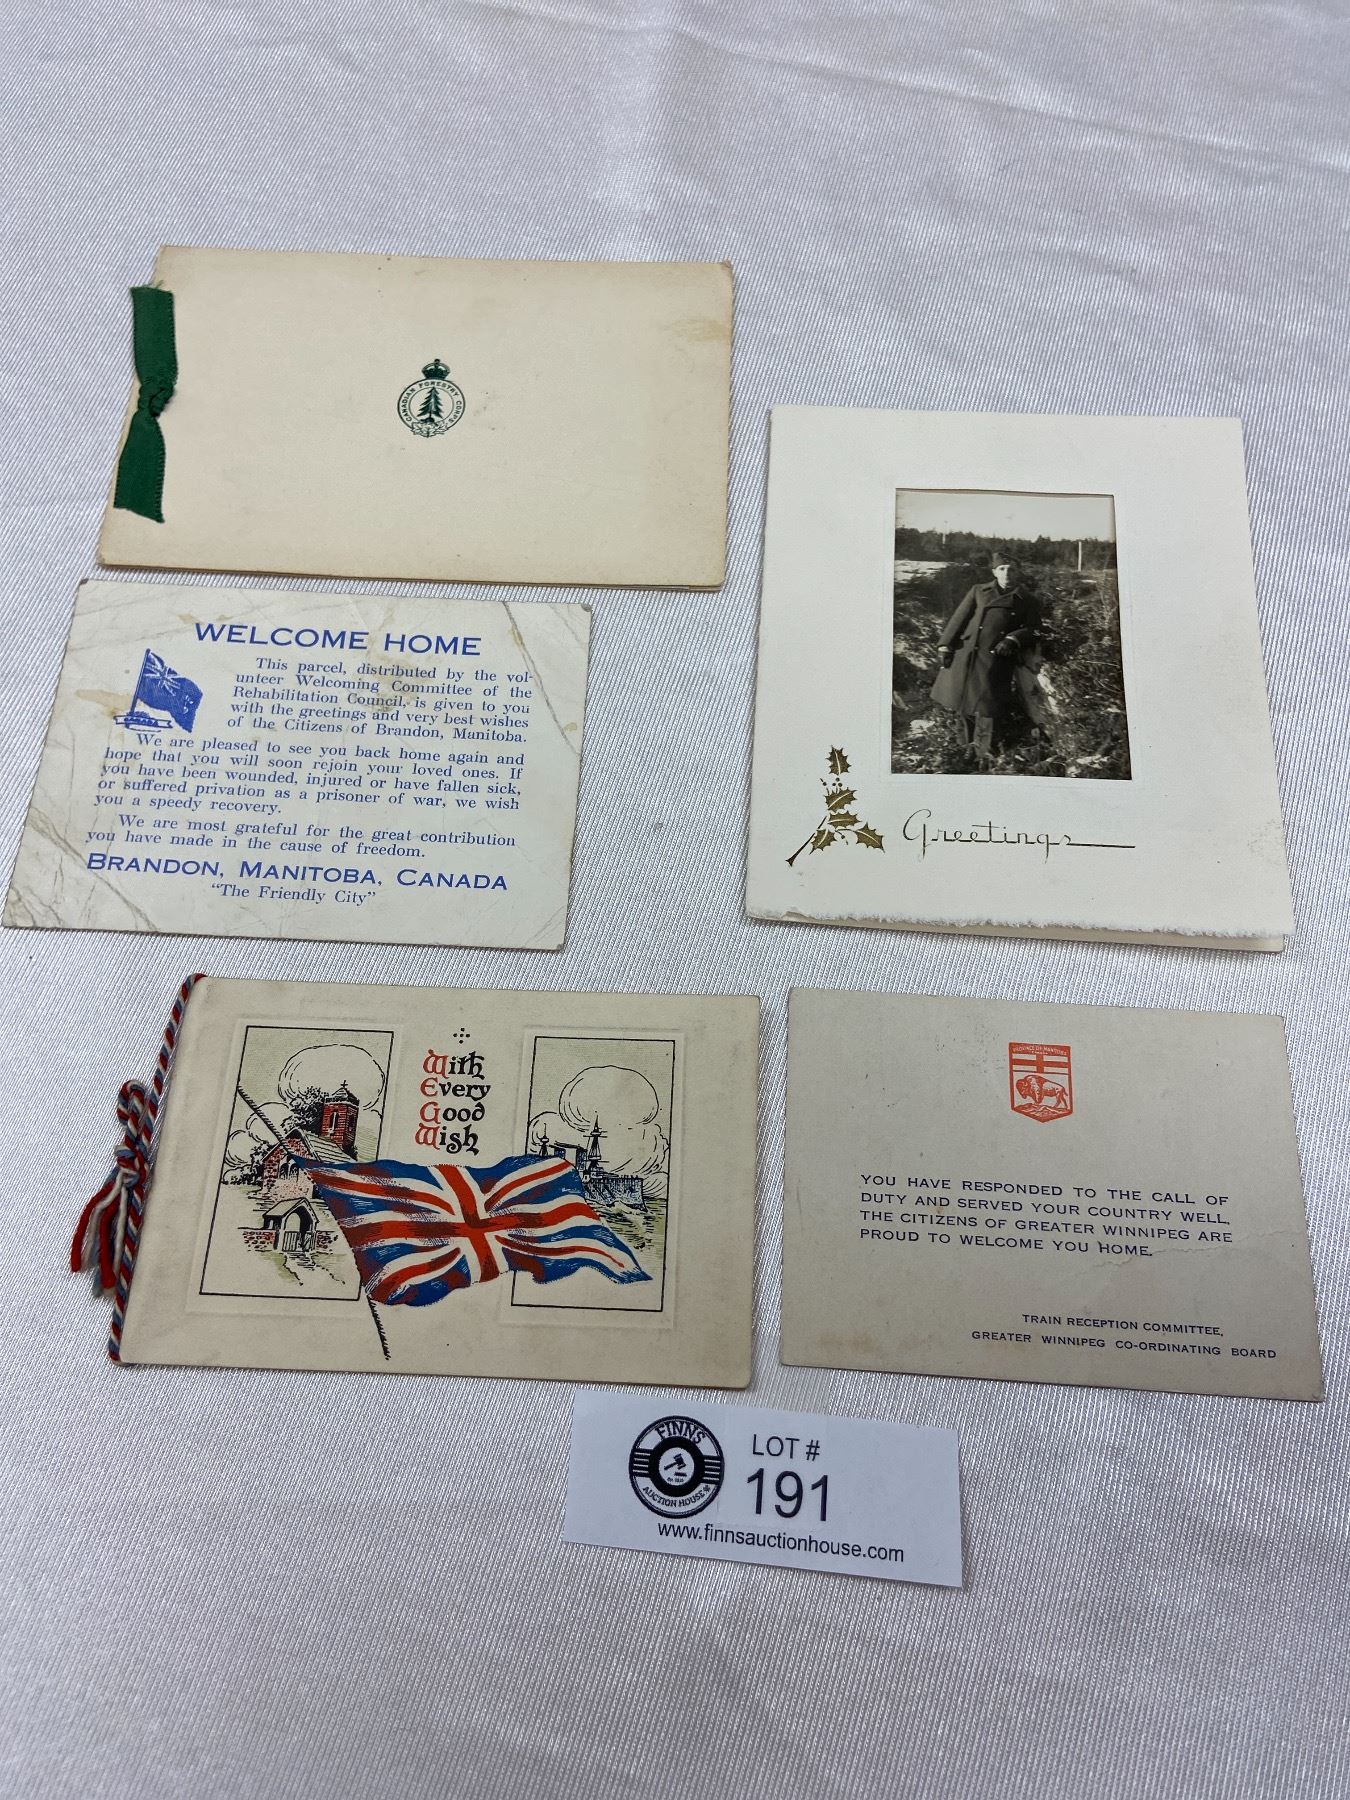 CANADIAN FORESTRY CORPS
WELCOME HOME
This parcel, distributed by the vol-
unteer Welcoming Committee of the
Rehabilitation Council, is given to you
with the greetings and very best wishes
of the Citizens of Brandon, Manitoba.
We are pleased to see you back home again and
hope that you will soon rejoin your loved ones. If
you have been wounded, injured or have fallen sick,
or suffered privation as a prisoner of war, we wish
you a speedy recovery.
We are most grateful for the great contribution
you have made in the cause of freedom.
BRANDON, MANITOBA, CANADA
"The Friendly City"
Greetings
With
Every
Good
Wish
PROVINCE OF MANITOBA
CANADA
YOU HAVE RESPONDED TO THE CALL OF
DUTY AND SERVED YOUR COUNTRY WELL.
THE CITIZENS OF GREATER WINNIPEG ARE
PROUD TO WELCOME YOU HOME.
TRAIN RECEPTION COMMITTEE,
GREATER WINNIPEG CO-ORDINATING BOARD
FINNS
AUCTION HOUSE
LOT #
191
www.finnsauctionhouse.com